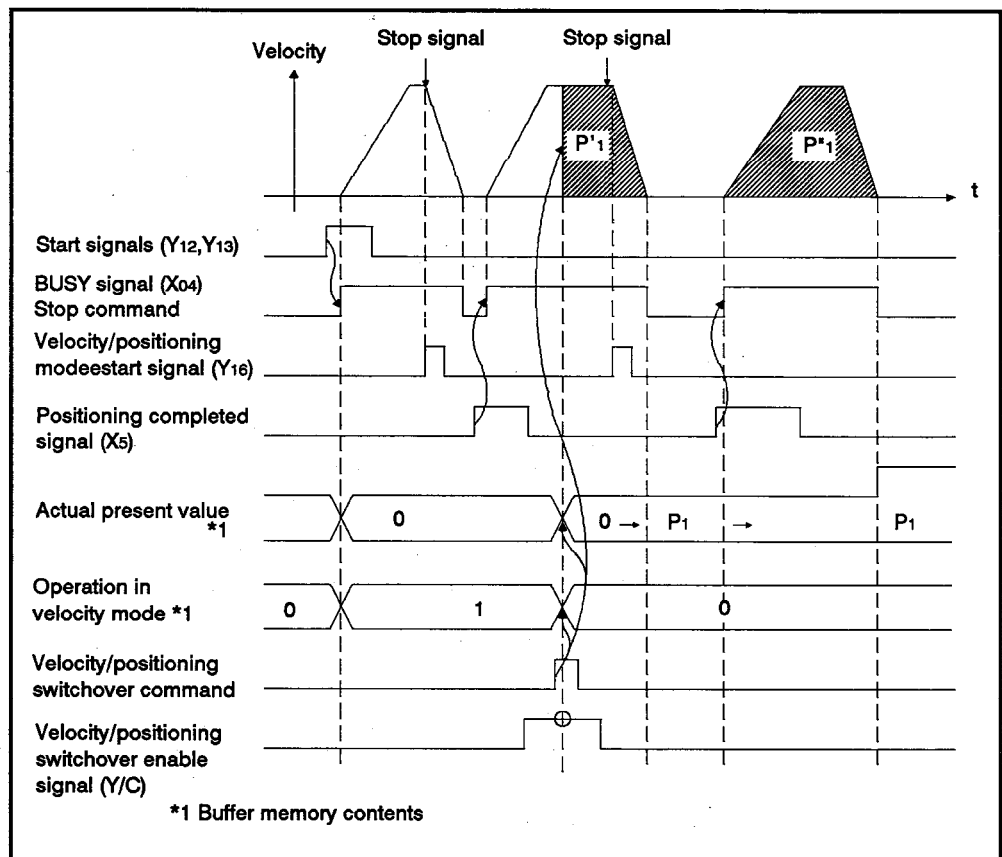 Stop signal
Stop signal
Velocity
P'1
P"1
t
Start signals (Y12,Y13)
BUSY signal (X04)
Stop command
Velocity/positioning
modeestart signal (Y16)
Positioning completed
signal (X5)
Actual present value
*1
0
0 →
P1
→
P1
Operation in
velocity mode *1
0
1
0
Velocity/positioning
switchover command
Velocity/positioning
switchover enable
signal (Y/C)
*1 Buffer memory contents